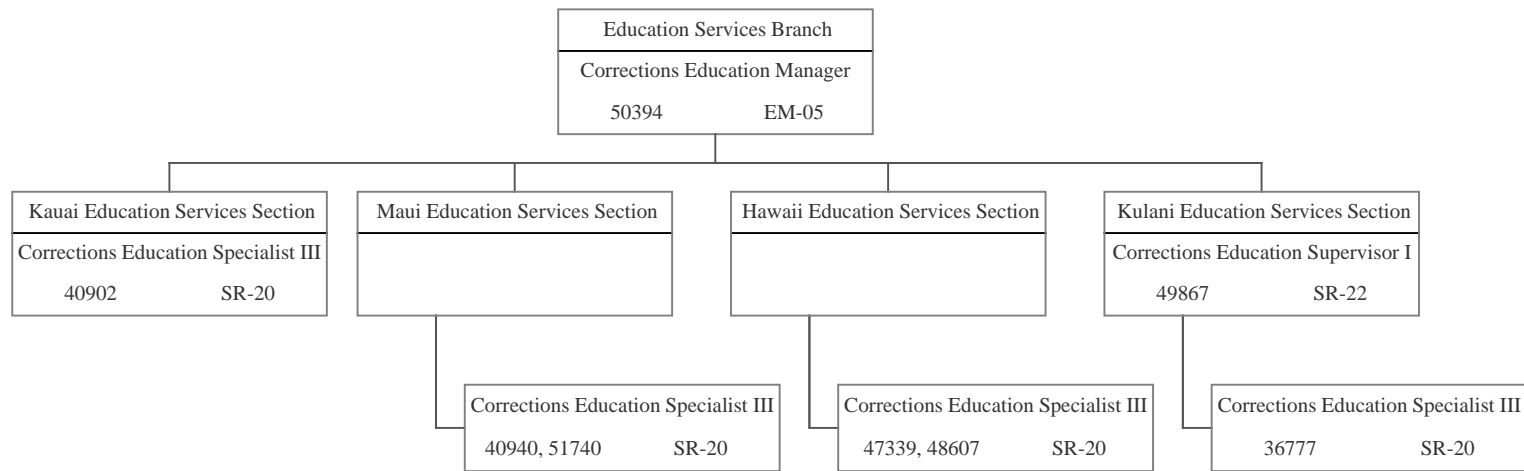 Education Services Branch
Corrections Education Manager
50394 EM-05
Kauai Education Services Section
Corrections Education Specialist III
40902 SR-20
Maui Education Services Section
Hawaii Education Services Section
Kulani Education Services Section
Corrections Education Supervisor I
49867 SR-22
Corrections Education Specialist III
40940, 51740 SR-20
Corrections Education Specialist III
47339, 48607 SR-20
Corrections Education Specialist III
36777 SR-20